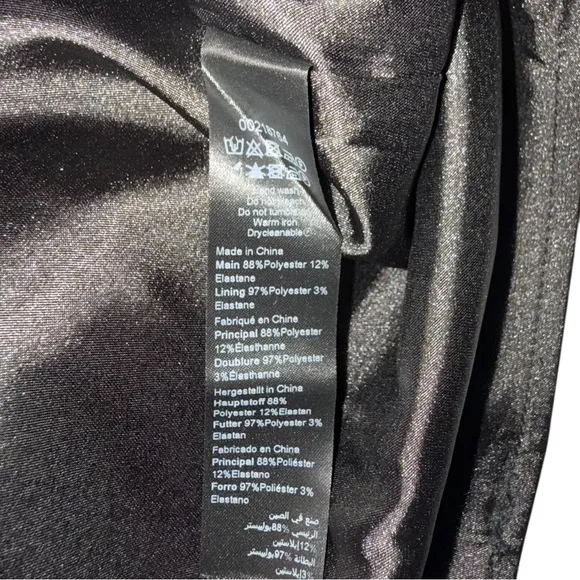 Hand wash
Do not bleach
Do not tumble
Warm iron
Drycleanable
Made in China
Main 88%Polyester 12%
Elastane
Lining 97%Polyester 3%
Elastane
Fabriqué en Chine
Principal 88%Polyester
12%Élasthanne
Doublure 97%Polyester
3%Élasthanne
Hergestellt in China
Hauptstoff 88%
Polyester 12%Elastan
Futter 97%Polyester 3%
Elastan
Fabricado en China
Principal 88%Poliéster
12%Elastano
Forro 97%Poliéster 3%
Elastano
صنع في الصين
الرئيسي 88%بوليستر
12%إيلاستين
البطانة 97%بوليستر
3%إيلاستين